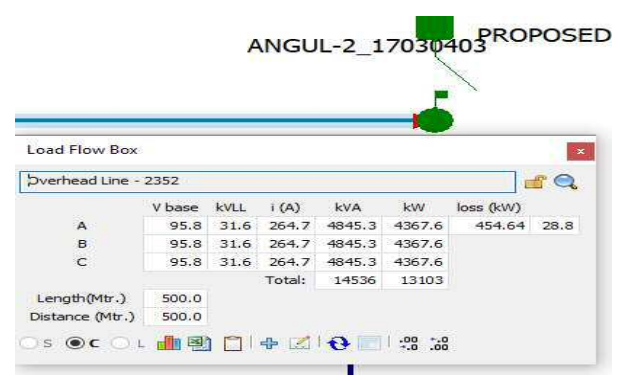 PROPOSED
ANGUL-2_17030403
Load Flow Box
Overhead Line - 2352
V base kVLL i (A) kVA kW loss (kW)
A 95.8 31.6 264.7 4845.3 4367.6 454.64 28.8
B 95.8 31.6 264.7 4845.3 4367.6
C 95.8 31.6 264.7 4845.3 4367.6
Total: 14536 13103
Length(Mtr.) 500.0
Distance (Mtr.) 500.0
S C L